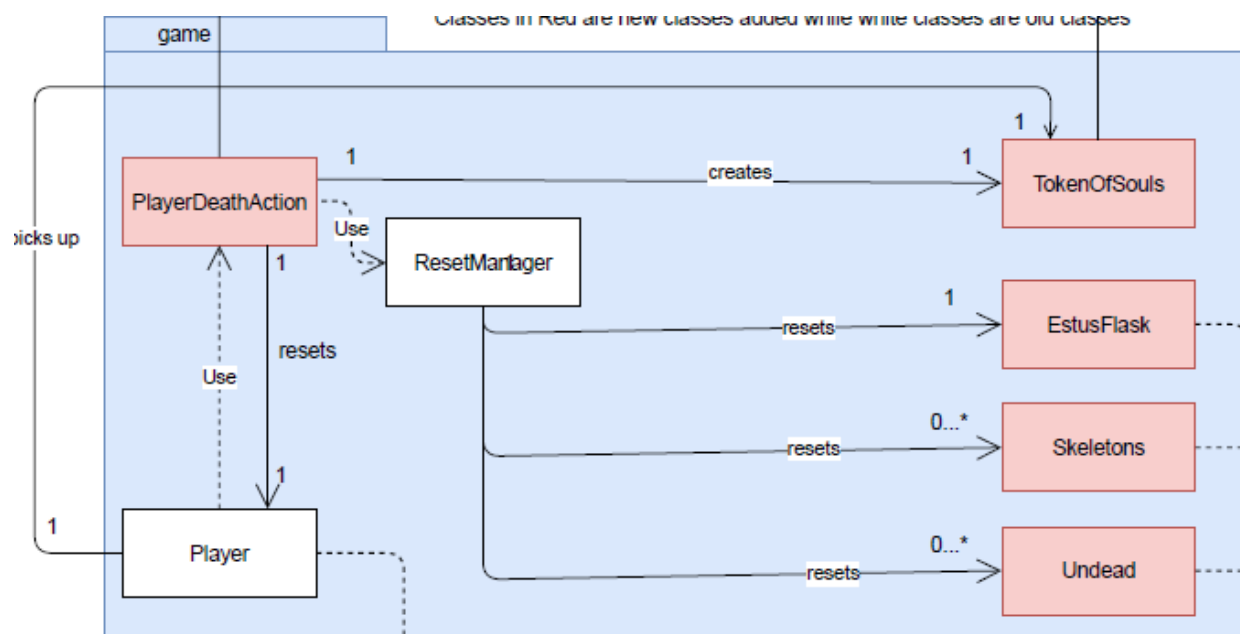 Classes in Red are new classes added while white classes are old classes
game
1
1
1
creates
TokenOfSouls
PlayerDeathAction
Use
picks up
ResetManager
1
1
resets
EstusFlask
resets
Use
0...*
resets
Skeletons
1
1
0...*
Player
resets
Undead